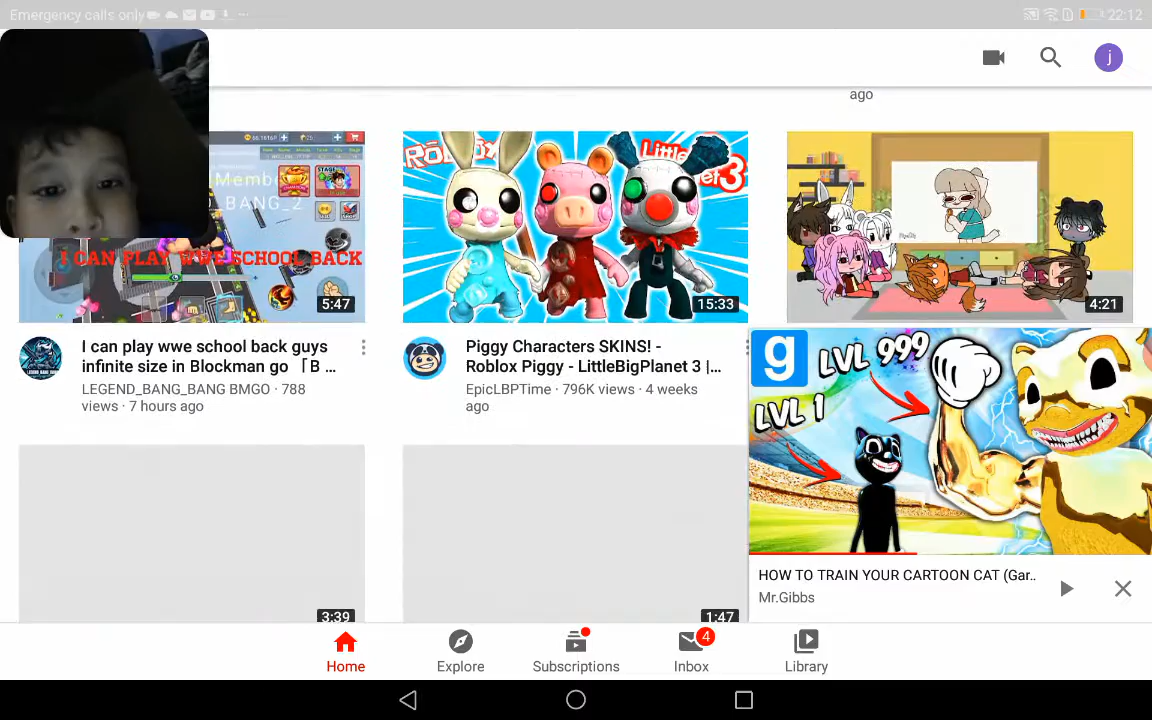 Emergency calls only
22:12
j
ago
Member
D_BANG_2
I CAN PLAY WWE SCHOOL BACK
5:47
15:33
4:21
I can play wwe school back guys
infinite size in Blockman go 「B ...
LEGEND_BANG_BANG BMGO · 788
views · 7 hours ago
Piggy Characters SKINS! -
Roblox Piggy - LittleBigPlanet 3 |...
EpicLBPTime · 796K views · 4 weeks
ago
g
LVL 999
LVL 1
HOW TO TRAIN YOUR CARTOON CAT (Gar..
Mr.Gibbs
3:39
1:47
Home
Explore
Subscriptions
4
Inbox
Library